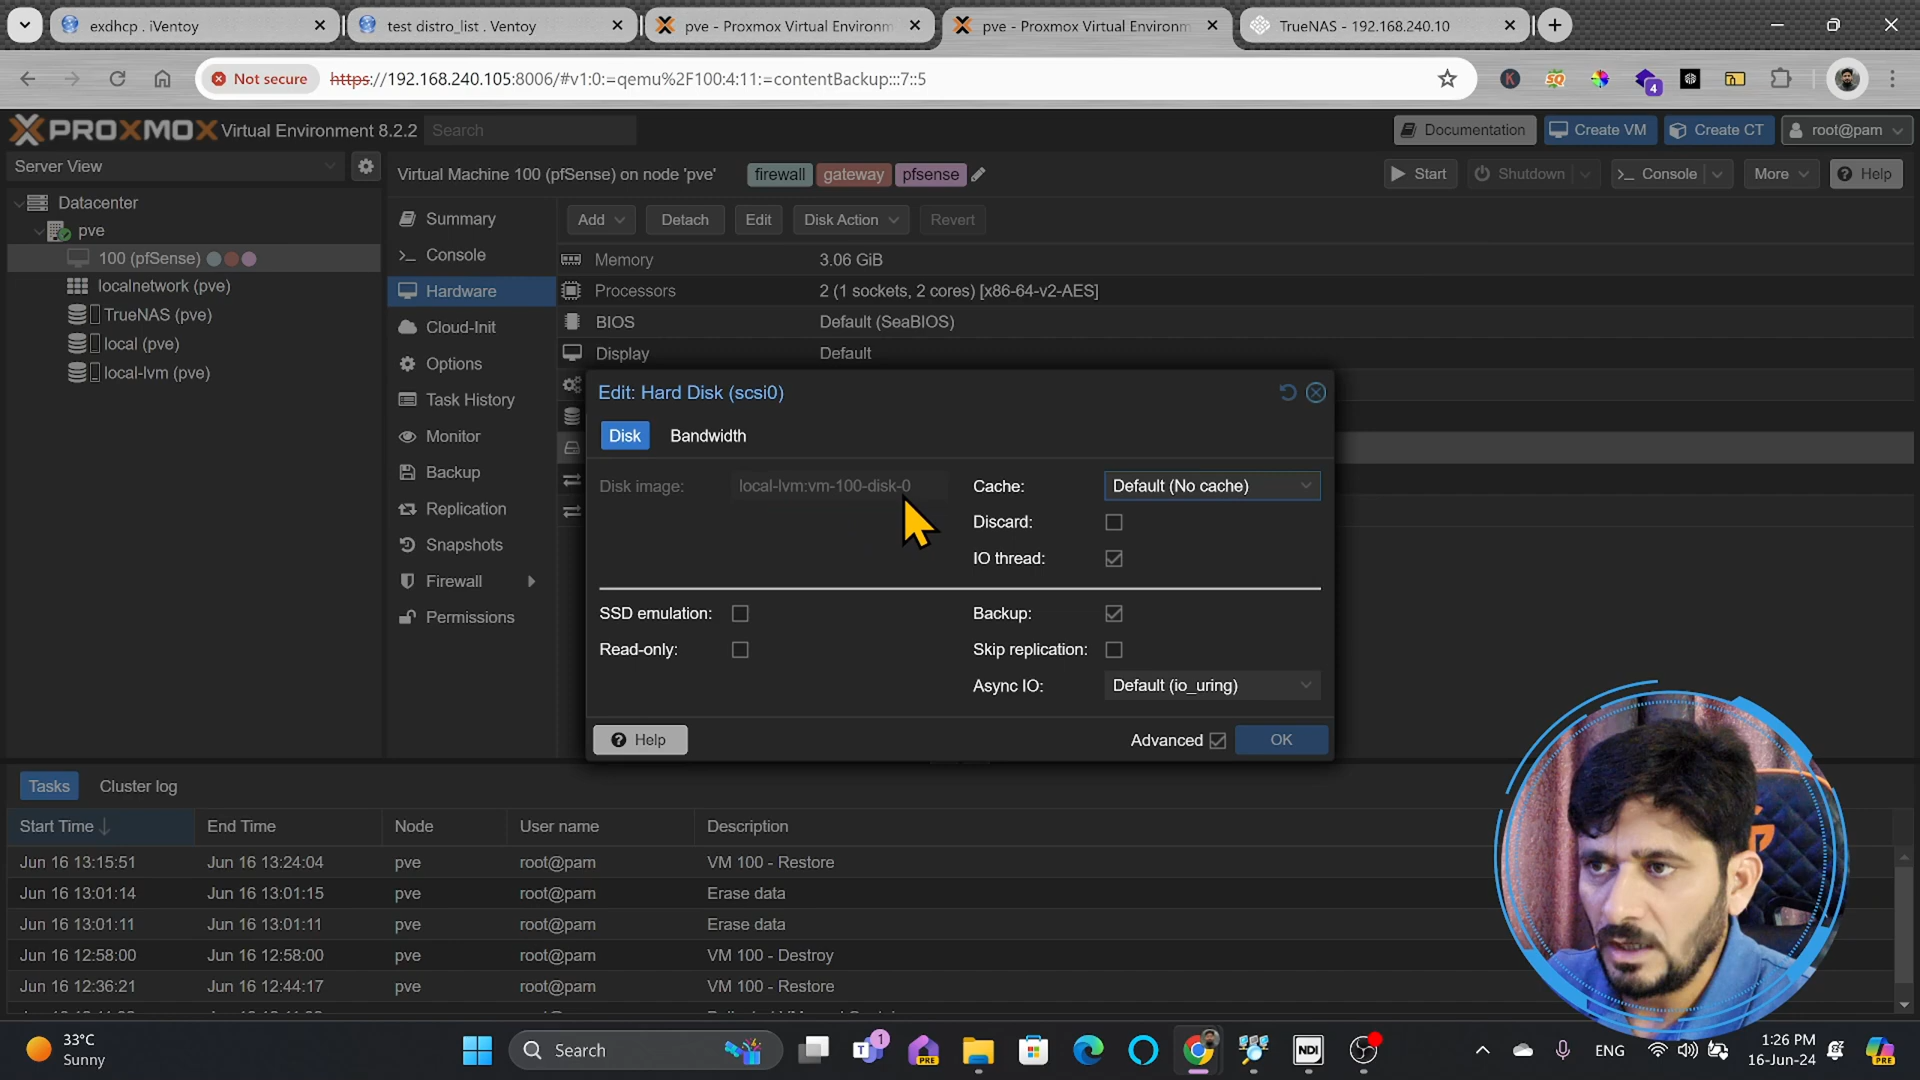 exdhcp . iVentoy
test distro_list . Ventoy
pve - Proxmox Virtual Environm
pve - Proxmox Virtual Environm
TrueNAS - 192.168.240.10
Not secure
https://192.168.240.105:8006/#v1:0:=qemu%2F100:4:11:=contentBackup:::7::5
4
PROXMOX Virtual Environment 8.2.2
Search
Documentation
Create VM
Create CT
root@pam
Server View
Virtual Machine 100 (pfSense) on node 'pve'
firewall
gateway
pfsense
Start
Shutdown
Console
More
Help
Datacenter
pve
100 (pfSense)
localnetwork (pve)
TrueNAS (pve)
local (pve)
local-lvm (pve)
Summary
Console
Hardware
Cloud-Init
Options
Task History
Monitor
Backup
Replication
Snapshots
Firewall
Permissions
Add
Detach
Edit
Disk Action
Revert
Memory 3.06 GiB
Processors 2 (1 sockets, 2 cores) [x86-64-v2-AES]
BIOS Default (SeaBIOS)
Display Default
Edit: Hard Disk (scsi0)
Disk
Bandwidth
Disk image: local-lvm:vm-100-disk-0
Cache: Default (No cache)
Discard:
IO thread:
SSD emulation:
Backup:
Read-only:
Skip replication:
Async IO: Default (io_uring)
Help
Advanced
OK
Tasks
Cluster log
Start Time End Time Node User name Description
Jun 16 13:15:51 Jun 16 13:24:04 pve root@pam VM 100 - Restore
Jun 16 13:01:14 Jun 16 13:01:15 pve root@pam Erase data
Jun 16 13:01:11 Jun 16 13:01:11 pve root@pam Erase data
Jun 16 12:58:00 Jun 16 12:58:00 pve root@pam VM 100 - Destroy
Jun 16 12:36:21 Jun 16 12:44:17 pve root@pam VM 100 - Restore
33°C
Sunny
Search
1
PRE
NDI
ENG
1:26 PM
16-Jun-24
PRE